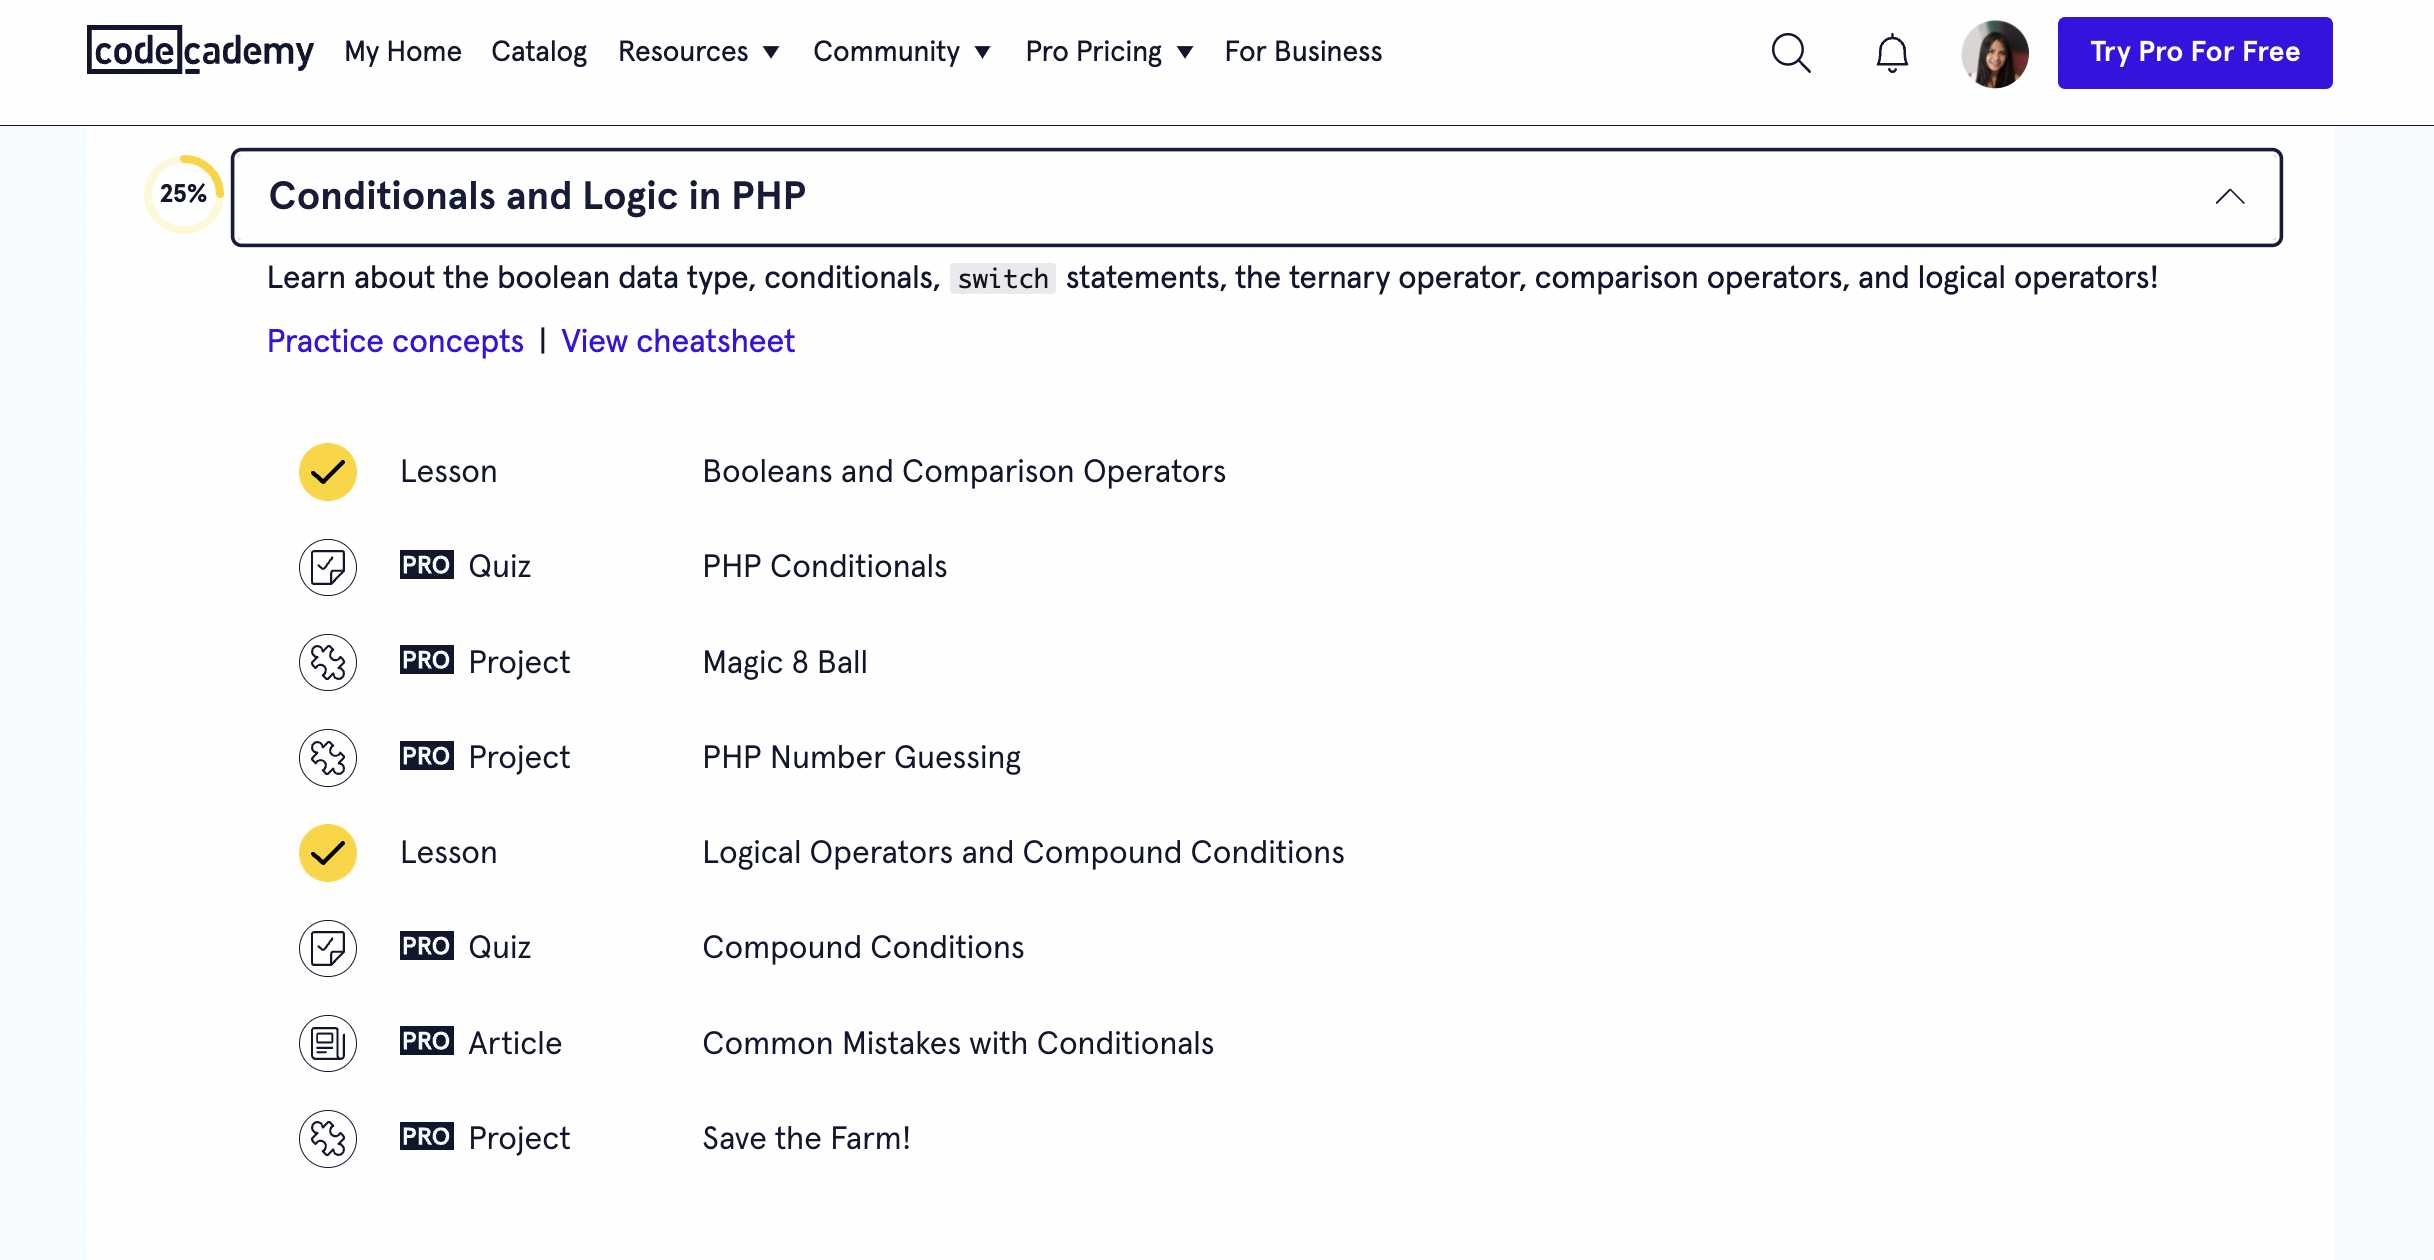 codecademy My Home Catalog Resources Community Pro Pricing For Business Try Pro For Free
25% Conditionals and Logic in PHP
Learn about the boolean data type, conditionals, switch statements, the ternary operator, comparison operators, and logical operators!
Practice concepts | View cheatsheet
Lesson Booleans and Comparison Operators
PRO Quiz PHP Conditionals
PRO Project Magic 8 Ball
PRO Project PHP Number Guessing
Lesson Logical Operators and Compound Conditions
PRO Quiz Compound Conditions
PRO Article Common Mistakes with Conditionals
PRO Project Save the Farm!